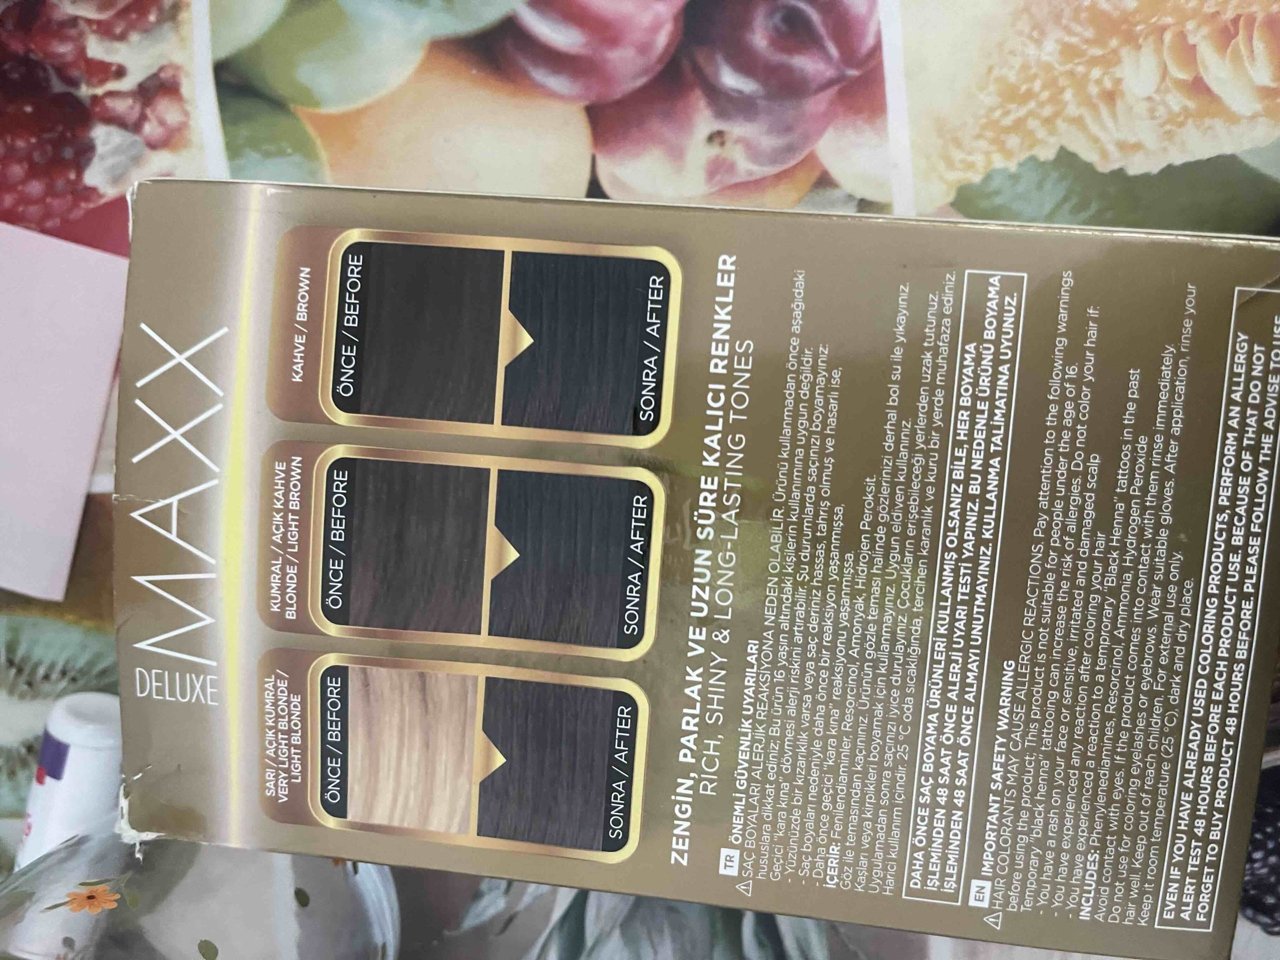 DELUXE
MAXX
SARI / AÇIK KUMRAL
VERY LIGHT BLONDE /
LIGHT BLONDE
ÖNCE / BEFORE
SONRA / AFTER
KUMRAL / AÇIK KAHVE
BLONDE / LIGHT BROWN
ÖNCE / BEFORE
SONRA / AFTER
KAHVE / BROWN
ÖNCE / BEFORE
SONRA / AFTER
ZENGİN, PARLAK VE UZUN SÜRE KALICI RENKLER
RICH, SHINY & LONG-LASTING TONES
TR ÖNEMLİ GÜVENLİK UYARILARI
SAÇ BOYALARI ALERJİK REAKSİYONA NEDEN OLABİLİR. Ürünü kullanmadan önce aşağıdaki
hususlara dikkat ediniz; Bu ürün 16 yaşın altındaki kişilerin kullanımına uygun değildir.
Geçici "kara kına" dövmesi alerji riskini artırabilir. Şu durumlarda saçınızı boyamayınız:
- Yüzünüzde bir kızarıklık varsa veya saç deriniz hassas, tahriş olmuş ve hasarlı ise,
- Saç boyaları nedeniyle daha önce bir reaksiyon yaşanmışsa,
- Daha önce geçici "kara kına" reaksiyonu yaşanmışsa.
İÇERİR: Fenilendiaminler, Resorcinol, Amonyak, Hidrojen Peroksit.
Göz ile temasından kaçınınız. Ürünün gözle teması halinde gözlerinizi derhal bol su ile yıkayınız.
Kaşları veya kirpikleri boyamak için kullanmayınız. Uygun eldiven kullanınız.
Uygulamadan sonra saçınızı iyice durulayınız. Çocukların erişebileceği yerlerden uzak tutunuz.
Harici kullanım içindir. 25 °C oda sıcaklığında, tercihen karanlık ve kuru bir yerde muhafaza ediniz.
DAHA ÖNCE SAÇ BOYAMA ÜRÜNLERİ KULLANMIŞ OLSANIZ BİLE, HER BOYAMA
İŞLEMİNDEN 48 SAAT ÖNCE ALERJİ UYARI TESTİ YAPINIZ. BU NEDENLE ÜRÜNÜ BOYAMA
İŞLEMİNDEN 48 SAAT ÖNCE ALMAYI UNUTMAYINIZ. KULLANMA TALİMATINA UYUNUZ.
EN IMPORTANT SAFETY WARNING
HAIR COLORANTS MAY CAUSE ALLERGIC REACTIONS. Pay attention to the following warnings
before using the product; This product is not suitable for people under the age of 16.
Temporary "black henna" tattooing can increase the risk of allergies. Do not color your hair if:
- You have a rash on your face or sensitive, irritated and damaged scalp
- You have experienced any reaction after coloring your hair
- You have experienced a reaction to a temprorary "Black Henna" tattoos in the past
INCLUDES: Phenylenediamines, Resorcinol, Ammonia, Hydrogen Peroxide
Avoid contact with eyes. If the product comes into contact with them rinse immediately.
Do not use for coloring eyelashes or eyebrows. Wear suitable gloves. After application, rinse your
hair well. Keep out of reach children. For external use only.
Keep it room temperature (25 °C), dark and dry place.
EVEN IF YOU HAVE ALREADY USED COLORING PRODUCTS, PERFORM AN ALLERGY
ALERT TEST 48 HOURS BEFORE EACH PRODUCT USE. BECAUSE OF THAT DO NOT
FORGET TO BUY PRODUCT 48 HOURS BEFORE. PLEASE FOLLOW THE ADVISE TO USE